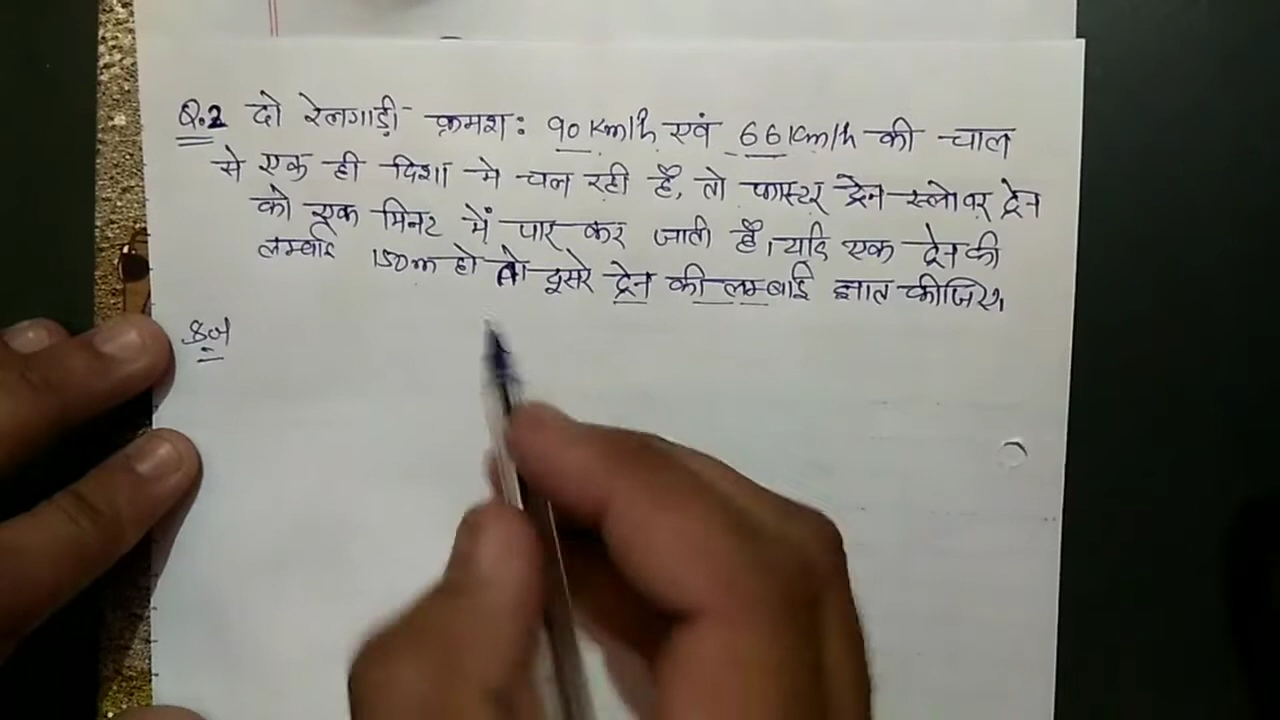 Q.2 दो रेलगाड़ी क्रमश: 90 Km/h एवं 66 Km/h की चाल
से एक ही दिशा मे चल रही है, तो फास्टर ट्रेन स्लोवर ट्रेन
को एक मिनट में पार कर जाती है। यदि एक ट्रेन की
लम्बाई 150m हो तो दूसरे ट्रेन की लम्बाई ज्ञात कीजिए।
हल